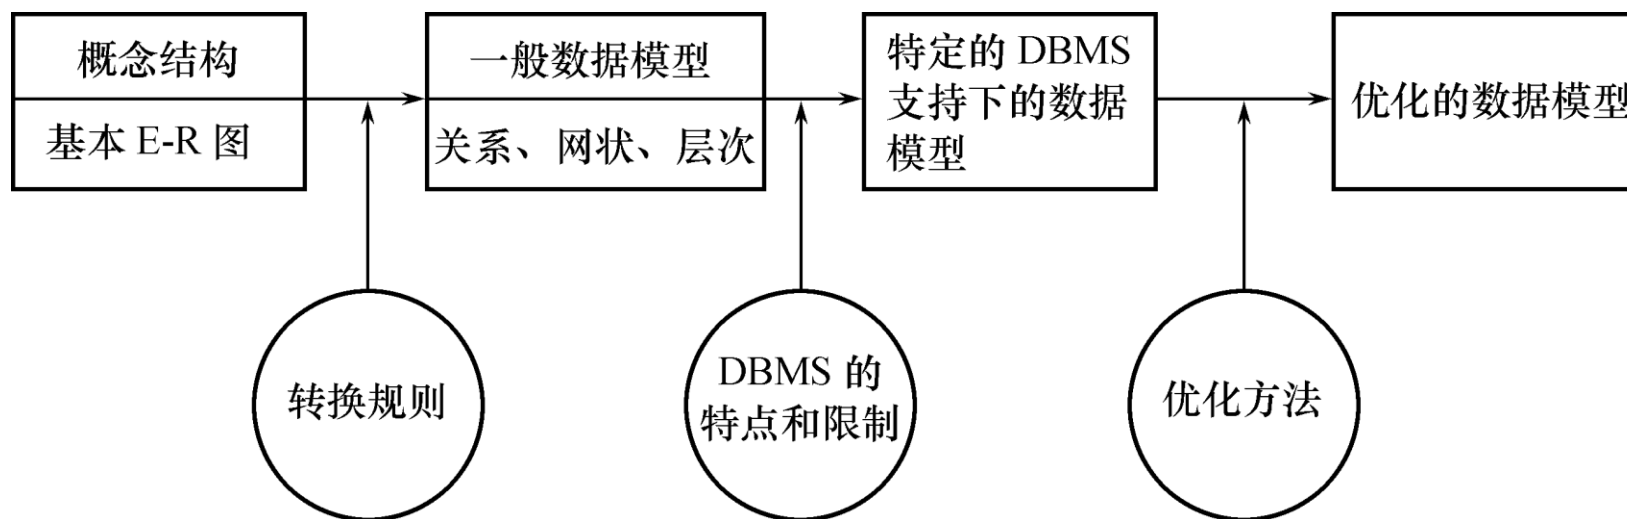 概念结构
基本 E-R 图
一般数据模型
关系、网状、层次
特定的 DBMS
支持下的数据
模型
优化的数据模型
转换规则
DBMS 的
特点和限制
优化方法